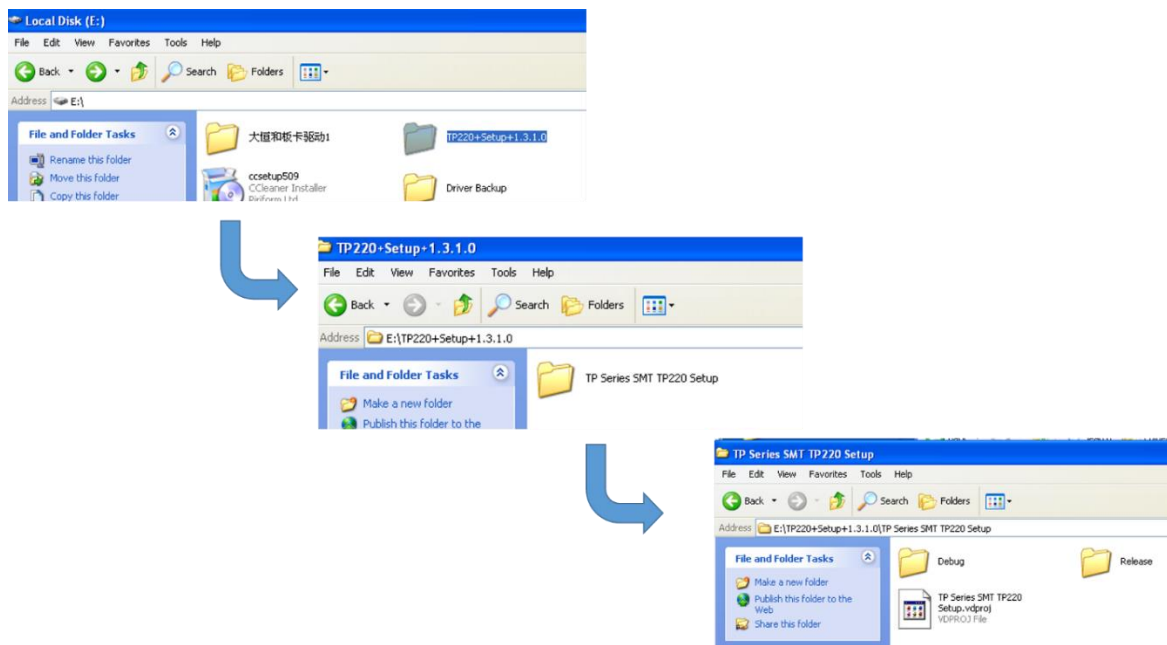 Local Disk (E:)
File Edit View Favorites Tools Help
Back Search Folders
Address E:\
File and Folder Tasks
Rename this folder
Move this folder
Copy this folder
大恒和板卡驱动1
TP220+Setup+1.3.1.0
ccsetup509
CCleaner Installer
Piriform Ltd
Driver Backup
TP220+Setup+1.3.1.0
File Edit View Favorites Tools Help
Back Search Folders
Address E:\TP220+Setup+1.3.1.0
File and Folder Tasks
Make a new folder
Publish this folder to the
TP Series SMT TP220 Setup
TP Series SMT TP220 Setup
File Edit View Favorites Tools Help
Back Search Folders
Address E:\TP220+Setup+1.3.1.0\TP Series SMT TP220 Setup
File and Folder Tasks
Make a new folder
Publish this folder to the
Web
Share this folder
Debug
Release
TP Series SMT TP220
Setup.vdproj
VDPROJ File